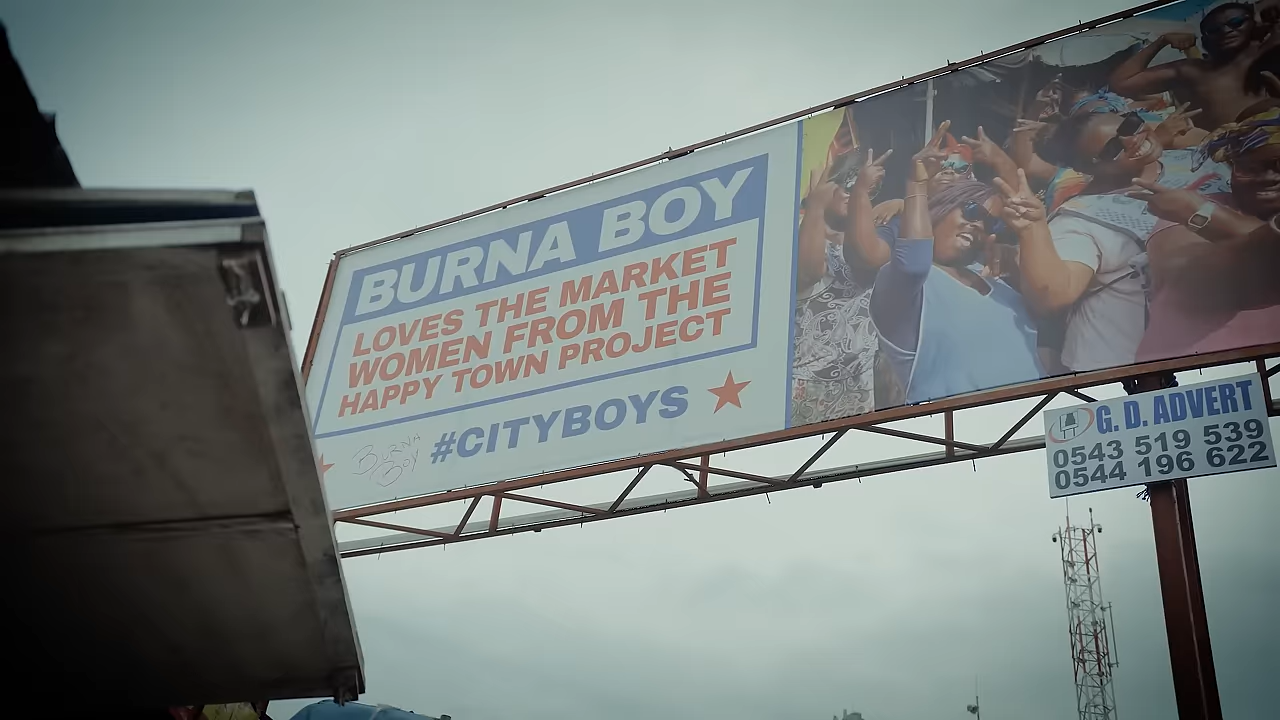 BURNA BOY
LOVES THE MARKET
WOMEN FROM THE
HAPPY TOWN PROJECT
#CITYBOYS
BURNA
BOY
G. D. ADVERT
0543 519 539
0544 196 622